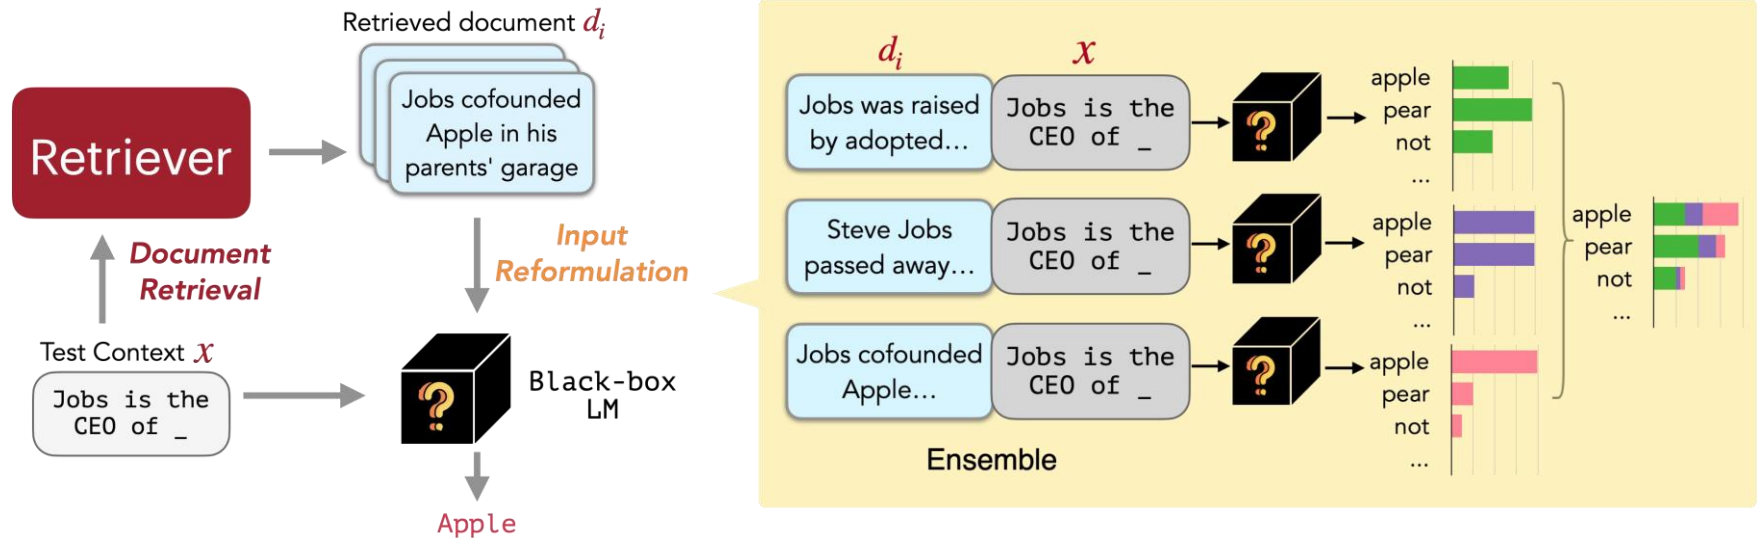 Retrieved document dᵢ
Jobs cofounded
Apple in his
parents' garage
Retriever
Document
Retrieval
Input
Reformulation
Test Context x
Jobs is the
CEO of _
Black-box
LM
Apple
dᵢ
x
Jobs was raised
by adopted...
Jobs is the
CEO of _
apple
pear
not
...
Steve Jobs
passed away...
Jobs is the
CEO of _
apple
pear
not
...
Jobs cofounded
Apple...
Jobs is the
CEO of _
apple
pear
not
...
apple
pear
not
...
Ensemble